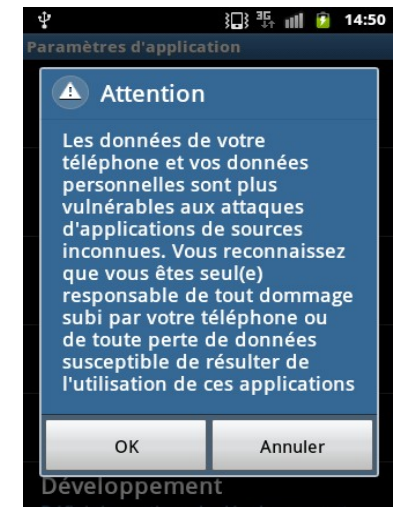 3G 14:50
Paramètres d'application
Attention
Les données de votre
téléphone et vos données
personnelles sont plus
vulnérables aux attaques
d'applications de sources
inconnues. Vous reconnaissez
que vous êtes seul(e)
responsable de tout dommage
subi par votre téléphone ou
de toute perte de données
susceptible de résulter de
l'utilisation de ces applications
OK Annuler
Développement